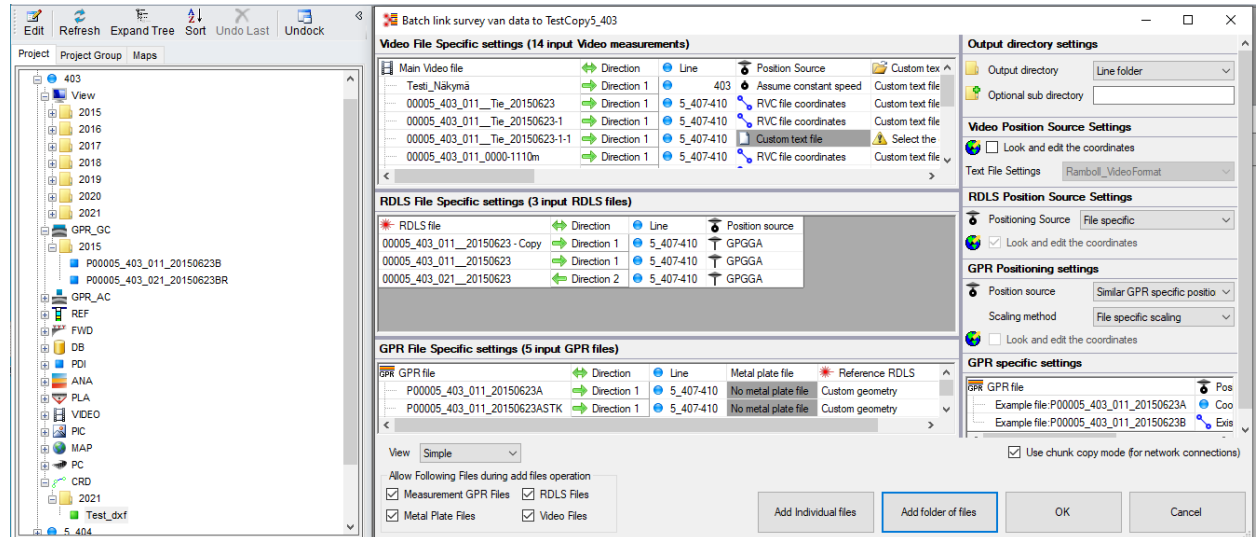 Edit Refresh Expand Tree Sort Undo Last Undock
Project Project Group Maps
403
View
2015
2016
2017
2018
2019
2020
2021
GPR_GC
2015
P00005_403_011_20150623B
P00005_403_021_20150623BR
GPR_AC
REF
FWD
DB
PDI
ANA
PLA
VIDEO
PIC
MAP
PC
CRD
2021
Test_dxf
5_404
Batch link survey van data to TestCopy5_403
Video File Specific settings (14 input Video measurements)
Main Video file Direction Line Position Source Custom tex
Testi_Näkymä Direction 1 403 Assume constant speed Custom text file
00005_403_011__Tie_20150623 Direction 1 5_407-410 RVC file coordinates Custom text file
00005_403_011__Tie_20150623-1 Direction 1 5_407-410 RVC file coordinates Custom text file
00005_403_011__Tie_20150623-1-1 Direction 1 5_407-410 Custom text file Select the
00005_403_011_0000-1110m Direction 1 5_407-410 RVC file coordinates Custom text file
RDLS File Specific settings (3 input RDLS files)
RDLS file Direction Line Position source
00005_403_011__20150623 - Copy Direction 1 5_407-410 GPGGA
00005_403_011__20150623 Direction 1 5_407-410 GPGGA
00005_403_021__20150623 Direction 2 5_407-410 GPGGA
GPR File Specific settings (5 input GPR files)
GPR GPR file Direction Line Metal plate file Reference RDLS
P00005_403_011_20150623A Direction 1 5_407-410 No metal plate file Custom geometry
P00005_403_011_20150623ASTK Direction 1 5_407-410 No metal plate file Custom geometry
View Simple
Allow Following Files during add files operation
Measurement GPR Files RDLS Files
Metal Plate Files Video Files
Output directory settings
Output directory Line folder
Optional sub directory
Video Position Source Settings
Look and edit the coordinates
Text File Settings Ramboll_VideoFormat
RDLS Position Source Settings
Positioning Source File specific
Look and edit the coordinates
GPR Positioning settings
Position source Similar GPR specific positio
Scaling method File specific scaling
Look and edit the coordinates
GPR specific settings
GPR GPR file Posi
Example file:P00005_403_011_20150623A Coo
Example file:P00005_403_011_20150623B Exis
Use chunk copy mode (for network connections)
Add Individual files Add folder of files OK Cancel